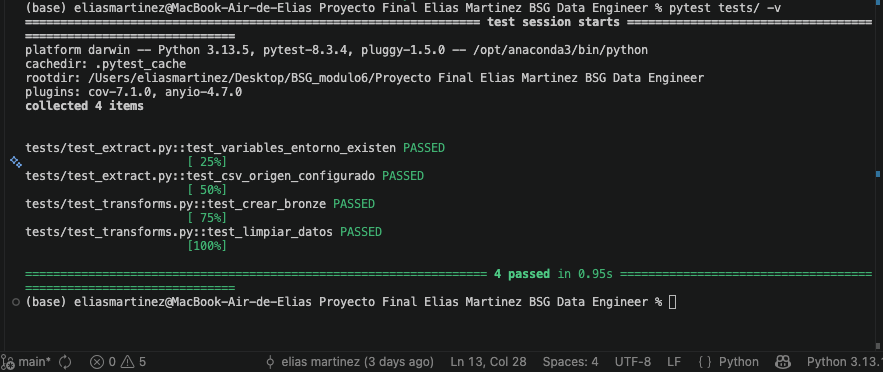 (base) eliasmartinez@MacBook-Air-de-Elias Proyecto Final Elias Martinez BSG Data Engineer % pytest tests/ -v
================================================================= test session starts ====================================
==============================
platform darwin -- Python 3.13.5, pytest-8.3.4, pluggy-1.5.0 -- /opt/anaconda3/bin/python
cachedir: .pytest_cache
rootdir: /Users/eliasmartinez/Desktop/BSG_modulo6/Proyecto Final Elias Martinez BSG Data Engineer
plugins: cov-7.1.0, anyio-4.7.0
collected 4 items
tests/test_extract.py::test_variables_entorno_existen PASSED
[ 25%]
tests/test_extract.py::test_csv_origen_configurado PASSED
[ 50%]
tests/test_transforms.py::test_crear_bronze PASSED
[ 75%]
tests/test_transforms.py::test_limpiar_datos PASSED
[100%]
================================================================== 4 passed in 0.95s ====================================
==============================
(base) eliasmartinez@MacBook-Air-de-Elias Proyecto Final Elias Martinez BSG Data Engineer %
main* 0 5 elias martinez (3 days ago) Ln 13, Col 28 Spaces: 4 UTF-8 LF { } Python Python 3.13.